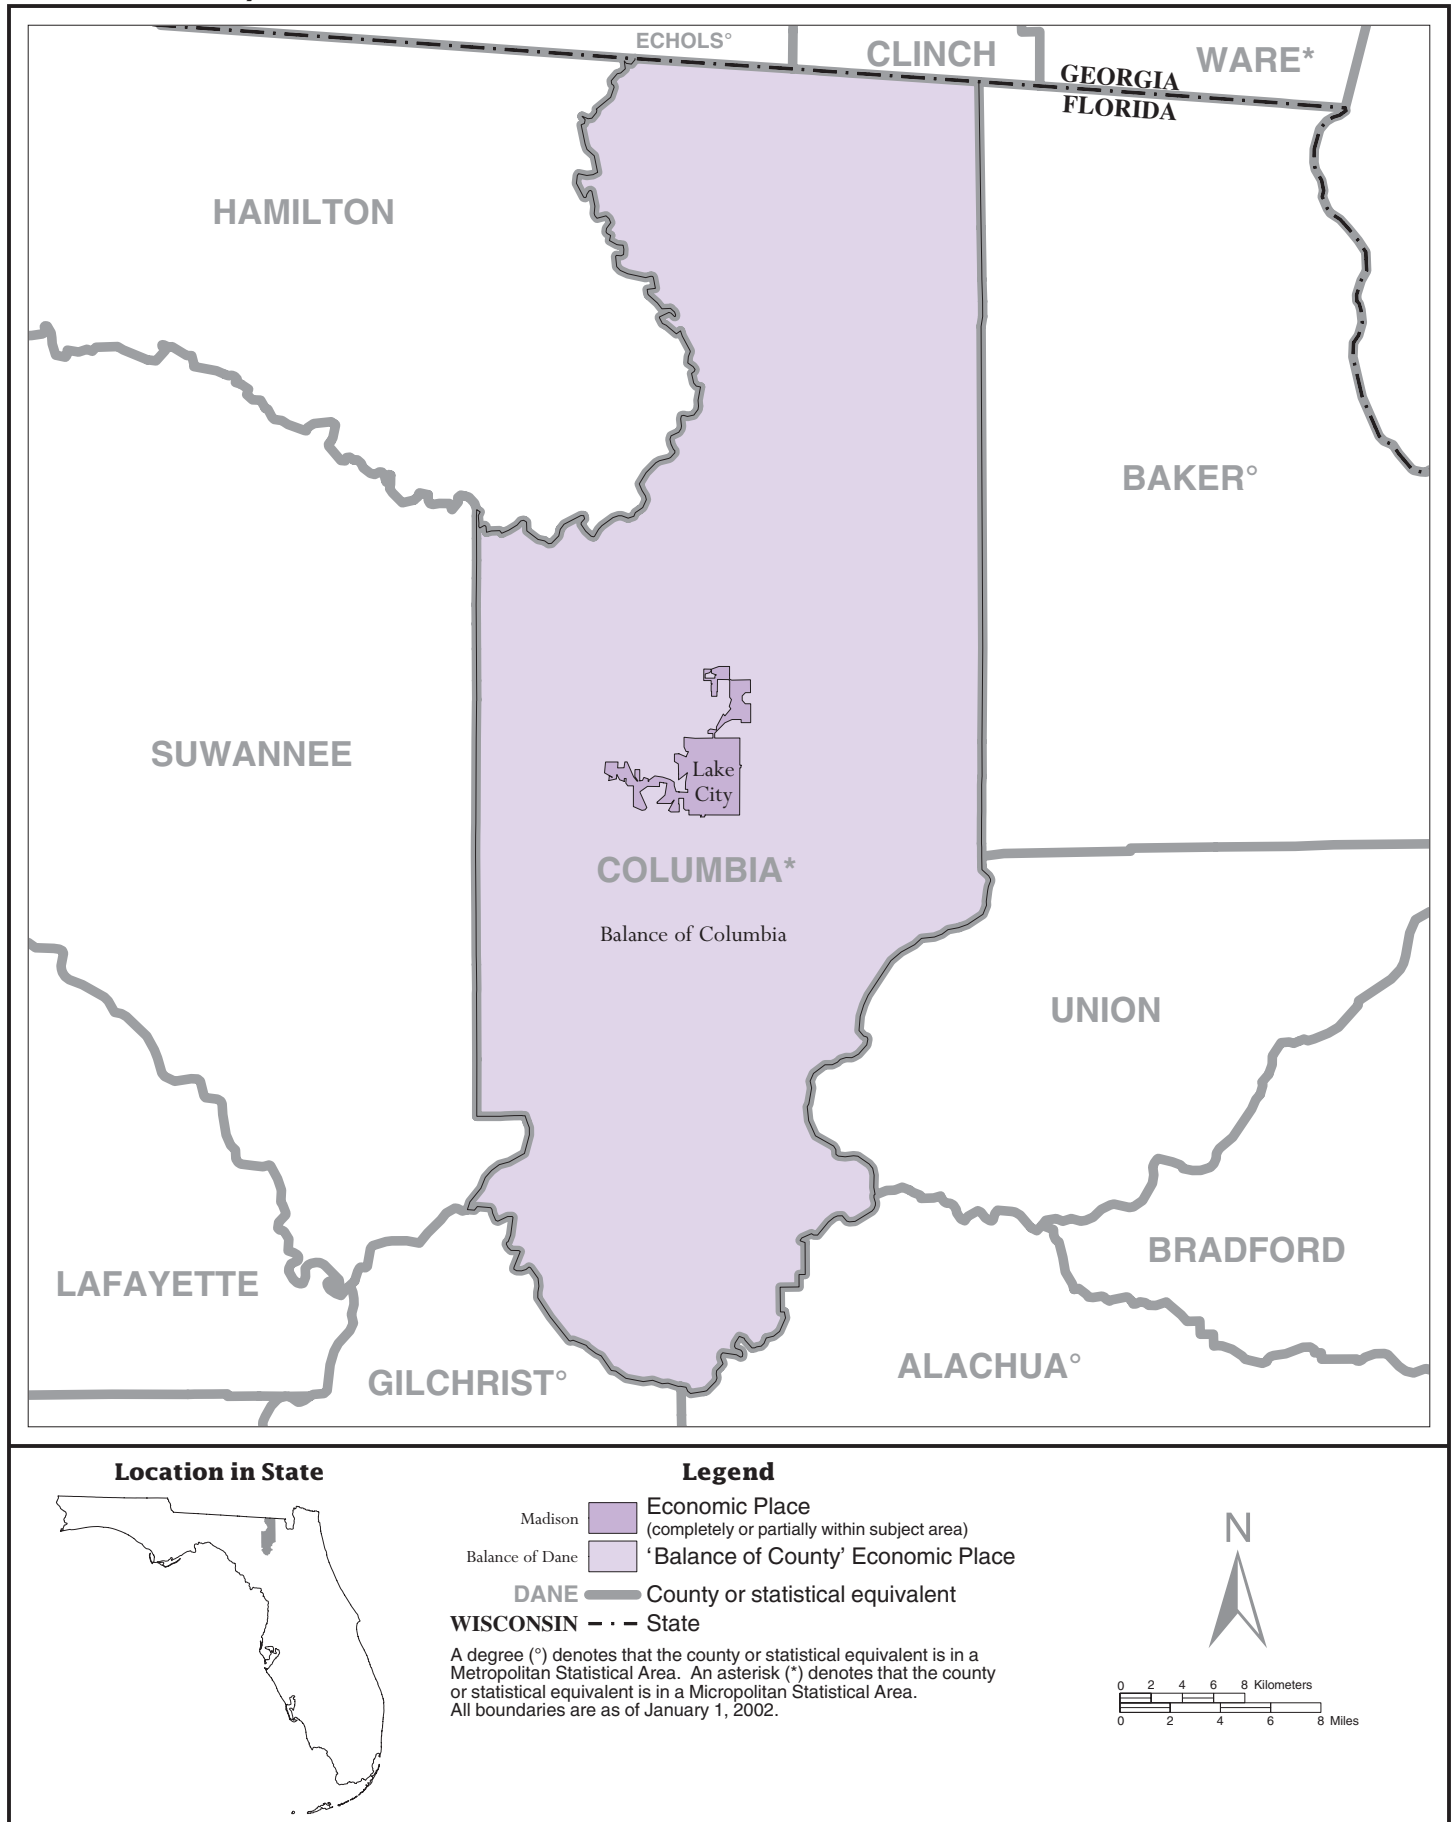 ECHOLS°
CLINCH
WARE*
GEORGIA
FLORIDA
HAMILTON
BAKER°
SUWANNEE
Lake
City
COLUMBIA*
Balance of Columbia
UNION
BRADFORD
LAFAYETTE
GILCHRIST°
ALACHUA°
Location in State
Legend
Madison
Economic Place
(completely or partially within subject area)
Balance of Dane
‘Balance of County’ Economic Place
DANE
County or statistical equivalent
WISCONSIN
State
A degree (°) denotes that the county or statistical equivalent is in a
Metropolitan Statistical Area. An asterisk (*) denotes that the county
or statistical equivalent is in a Micropolitan Statistical Area.
All boundaries are as of January 1, 2002.
N
0 2 4 6 8 Kilometers
0 2 4 6 8 Miles